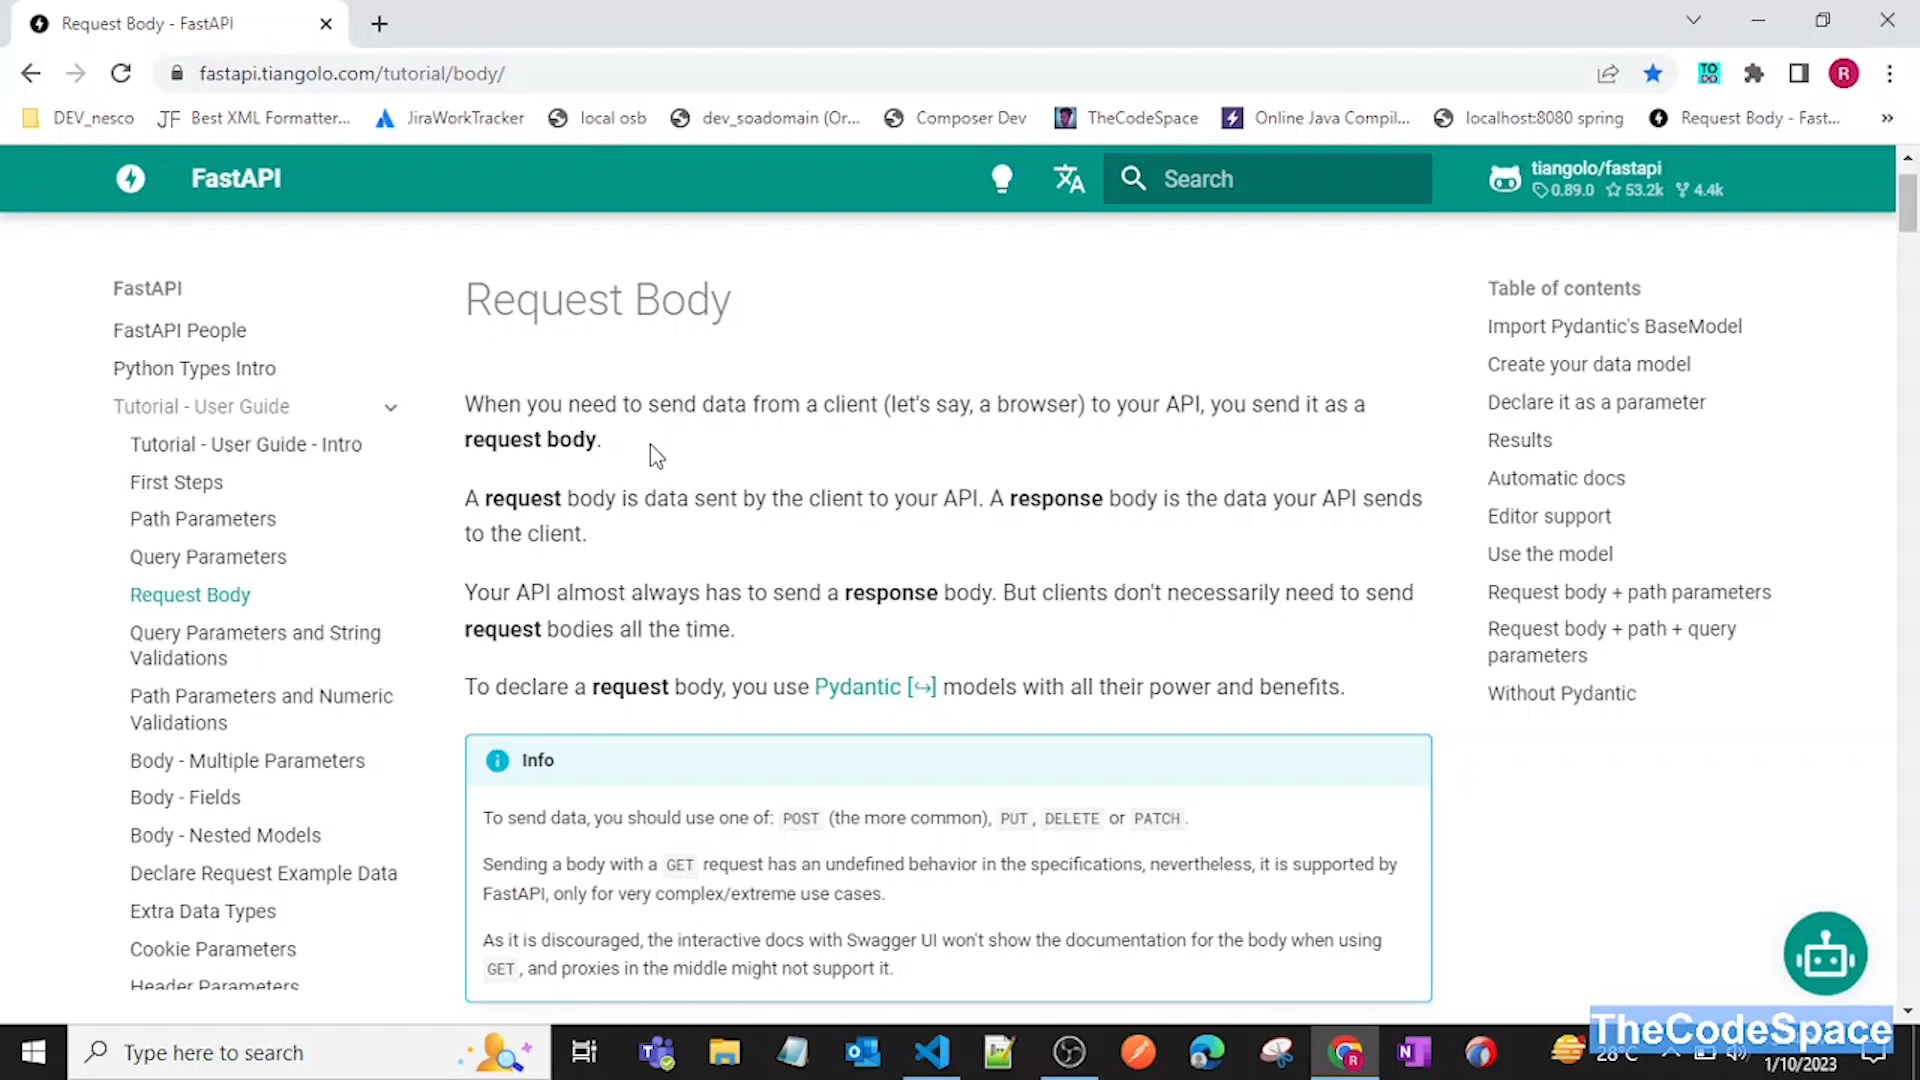 Request Body - FastAPI
fastapi.tiangolo.com/tutorial/body/
TO
DO
R
DEV_nesco
JF Best XML Formatter...
JiraWorkTracker
local osb
dev_soadomain (Or...
Composer Dev
TheCodeSpace
Online Java Compil...
localhost:8080 spring
Request Body - Fast...
»
FastAPI
Search
tiangolo/fastapi
0.89.0 53.2k 4.4k
FastAPI
FastAPI People
Python Types Intro
Tutorial - User Guide
Tutorial - User Guide - Intro
First Steps
Path Parameters
Query Parameters
Request Body
Query Parameters and String
Validations
Path Parameters and Numeric
Validations
Body - Multiple Parameters
Body - Fields
Body - Nested Models
Declare Request Example Data
Extra Data Types
Cookie Parameters
Header Parameters
Request Body
When you need to send data from a client (let's say, a browser) to your API, you send it as a
request body.
A request body is data sent by the client to your API. A response body is the data your API sends
to the client.
Your API almost always has to send a response body. But clients don't necessarily need to send
request bodies all the time.
To declare a request body, you use Pydantic [↪] models with all their power and benefits.
Info
To send data, you should use one of: POST (the more common), PUT, DELETE or PATCH.
Sending a body with a GET request has an undefined behavior in the specifications, nevertheless, it is supported by
FastAPI, only for very complex/extreme use cases.
As it is discouraged, the interactive docs with Swagger UI won't show the documentation for the body when using
GET, and proxies in the middle might not support it.
Table of contents
Import Pydantic's BaseModel
Create your data model
Declare it as a parameter
Results
Automatic docs
Editor support
Use the model
Request body + path parameters
Request body + path + query
parameters
Without Pydantic
TheCodeSpace
Type here to search
28°C
1/10/2023